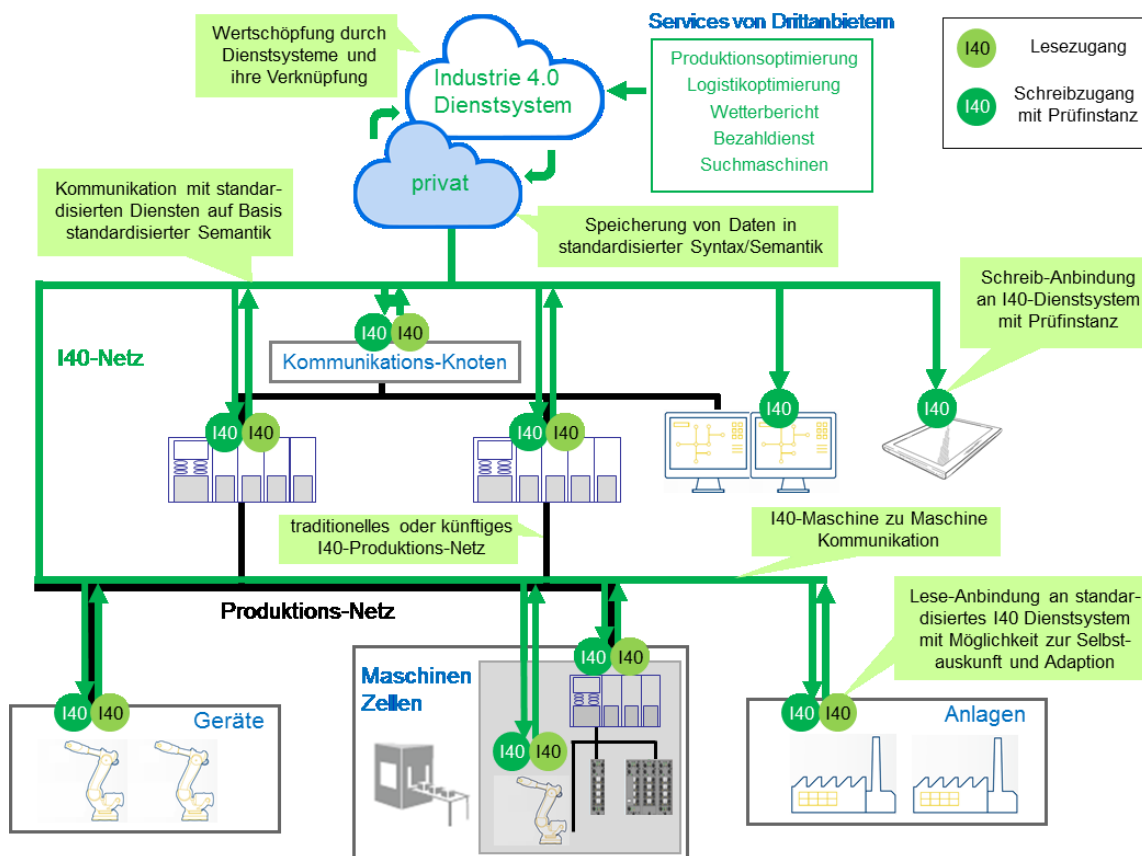 Wertschöpfung durch
Dienstsysteme und
ihre Verknüpfung
Industrie 4.0
Dienstsystem
privat
Services von Drittanbietern
Produktionsoptimierung
Logistikoptimierung
Wetterbericht
Bezahldienst
Suchmaschinen
I40 Lesezugang
I40 Schreibzugang
mit Prüfinstanz
Kommunikation mit standar-
disierten Diensten auf Basis
standardisierter Semantik
Speicherung von Daten in
standardisierter Syntax/Semantik
Schreib-Anbindung
an I40-Dienstsystem
mit Prüfinstanz
I40-Netz
I40 I40
Kommunikations-Knoten
I40 I40
I40 I40
I40
I40
traditionelles oder künftiges
I40-Produktions-Netz
I40-Maschine zu Maschine
Kommunikation
Produktions-Netz
Lese-Anbindung an standar-
disiertes I40 Dienstsystem
mit Möglichkeit zur Selbst-
auskunft und Adaption
I40 I40
Geräte
Maschinen
Zellen
I40 I40
I40 I40
I40 I40
Anlagen